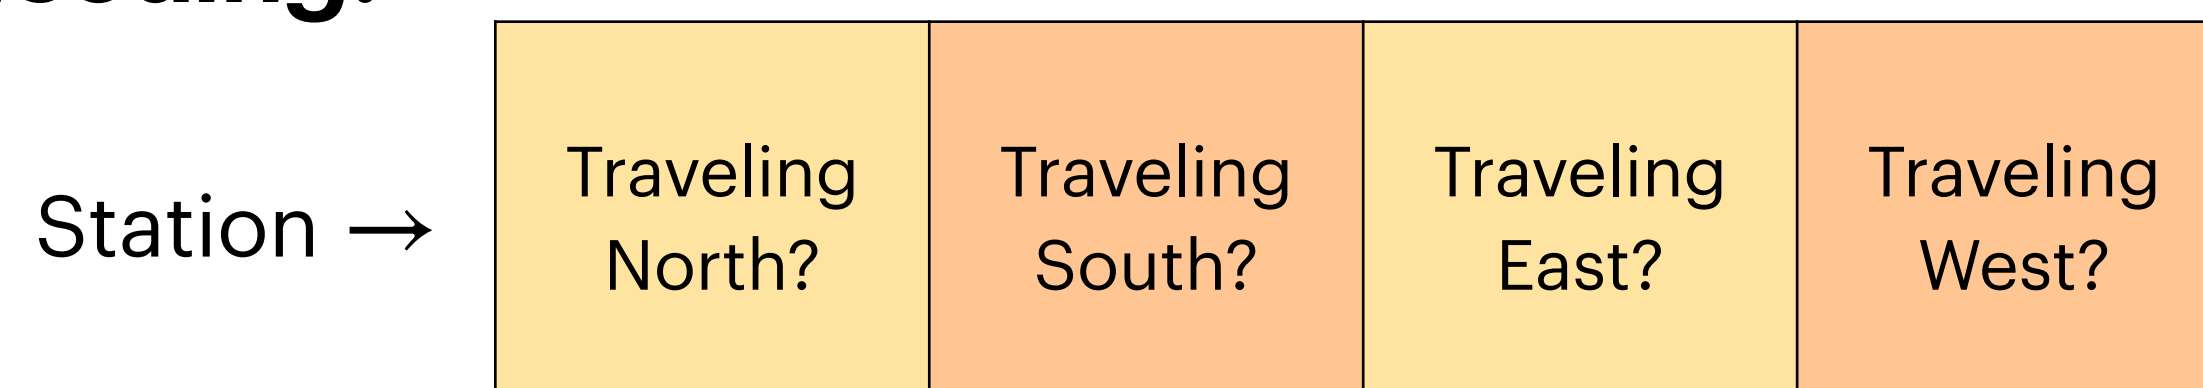 Station →
Traveling
North?
Traveling
South?
Traveling
East?
Traveling
West?